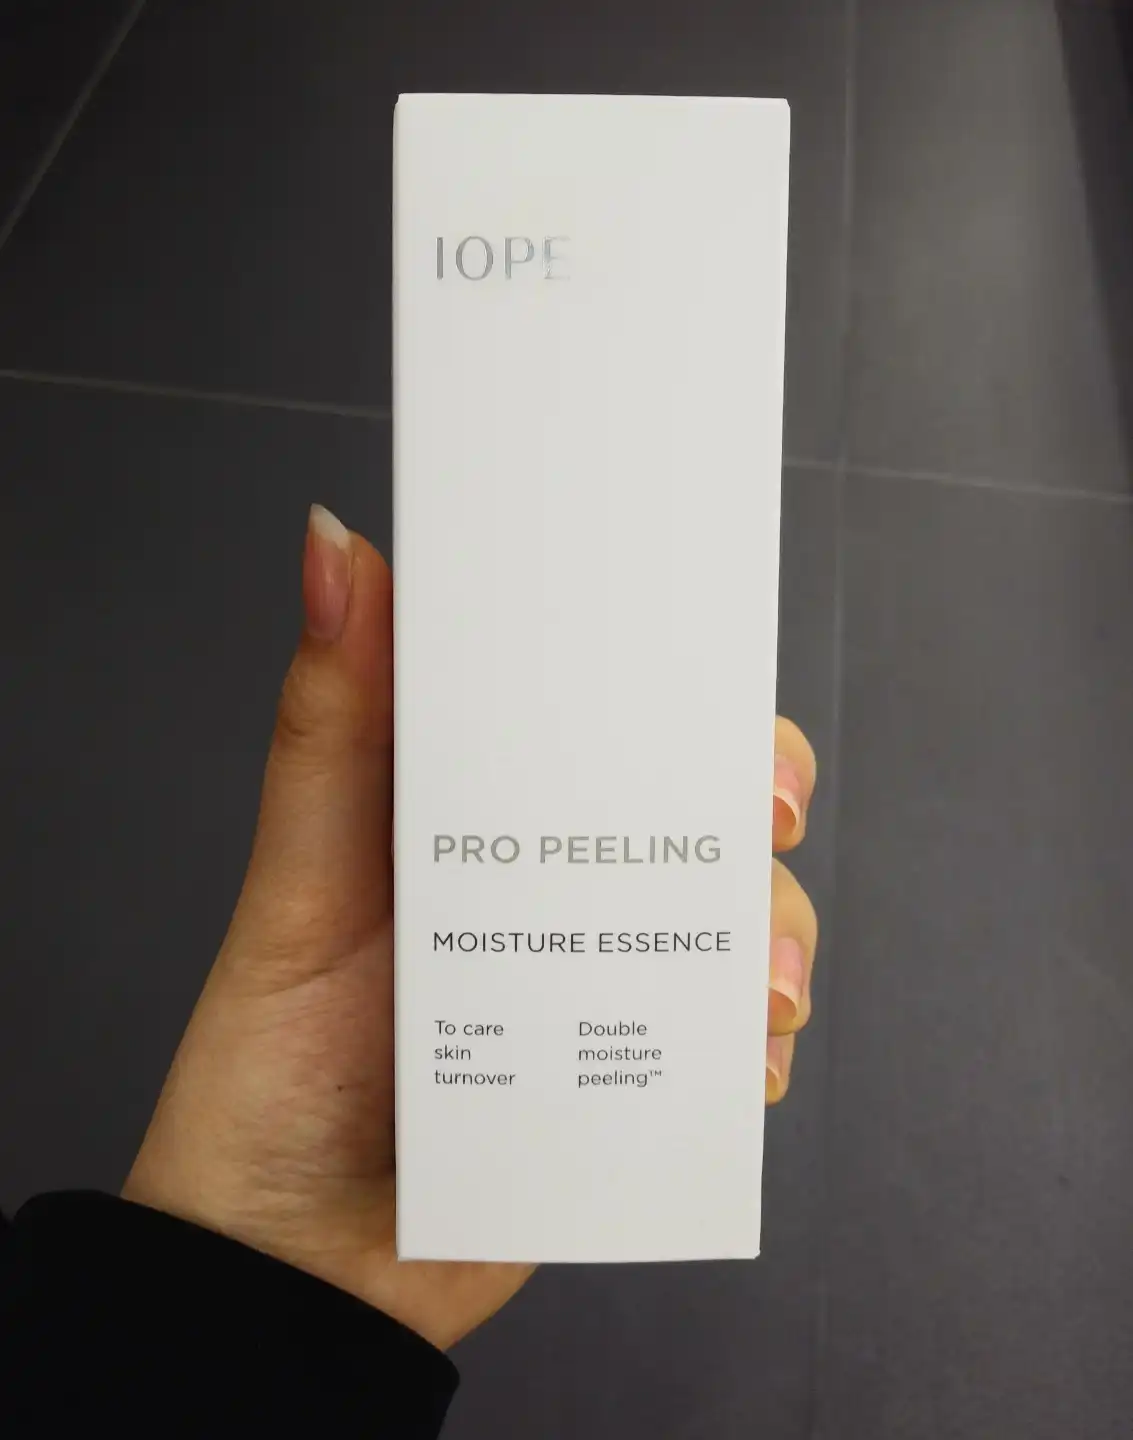 IOPE
PRO PEELING
MOISTURE ESSENCE
To care
skin
turnover
Double
moisture
peeling™